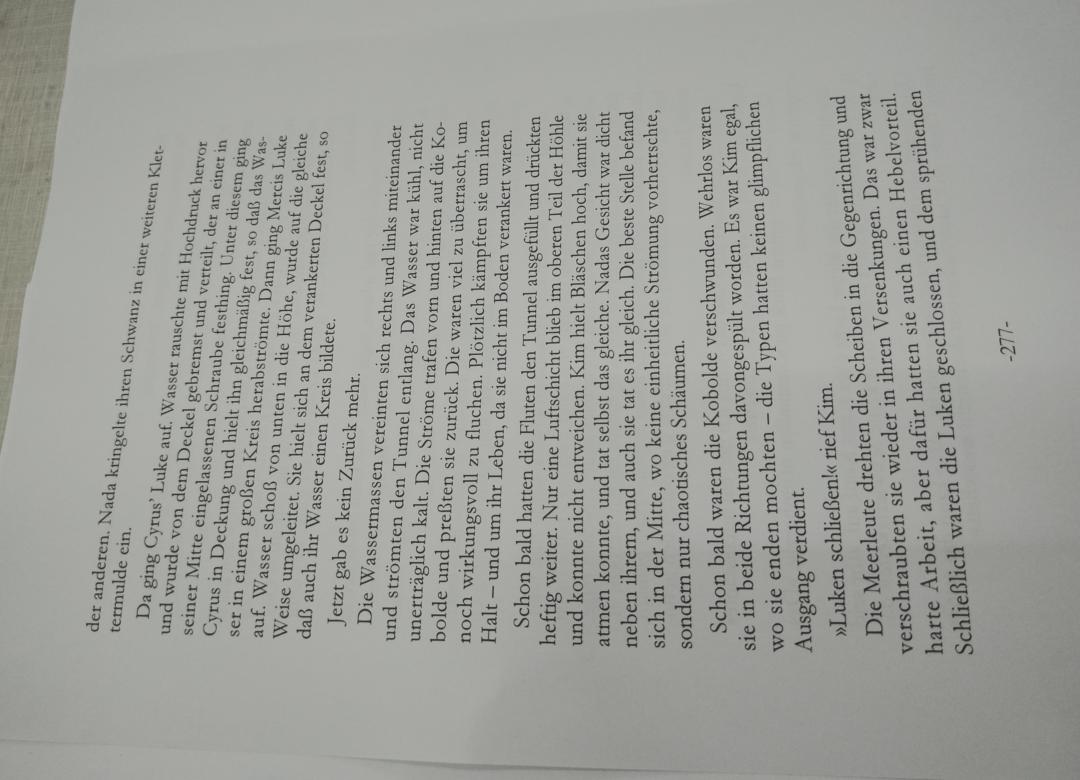 der anderen. Nada kringelte ihren Schwanz in einer weiteren Klet-
termulde ein.
Da ging Cyrus' Luke auf. Wasser rauschte mit Hochdruck hervor
und wurde von dem Deckel gebremst und verteilt, der an einer in
seiner Mitte eingelassenen Schraube festhing. Unter diesem ging
Cyrus in Deckung und hielt ihn gleichmäßig fest, so daß das Was-
ser in einem großen Kreis herabströmte. Dann ging Mercis Luke
auf. Wasser schoß von unten in die Höhe, wurde auf die gleiche
Weise umgeleitet. Sie hielt sich an dem verankerten Deckel fest, so
daß auch ihr Wasser einen Kreis bildete.
Jetzt gab es kein Zurück mehr.
Die Wassermassen vereinten sich rechts und links miteinander
und strömten den Tunnel entlang. Das Wasser war kühl, nicht
unerträglich kalt. Die Ströme trafen vorn und hinten auf die Ko-
bolde und preßten sie zurück. Die waren viel zu überrascht, um
noch wirkungsvoll zu fluchen. Plörzlich kämpften sie um ihren
Halt – und um ihr Leben, da sie nicht im Boden verankert waren.
Schon bald hatten die Fluten den Tunnel ausgefüllt und drückten
heftig weiter. Nur eine Luftschicht blieb im oberen Teil der Höhle
und konnte nicht entweichen. Kim hielt Bläschen hoch, damit sie
atmen konnte, und tat selbst das gleiche. Nadas Gesicht war dicht
neben ihrem, und auch sie tat es ihr gleich. Die beste Stelle befand
sich in der Mitte, wo keine einheitliche Strömung vorherrschte,
sondern nur chaotisches Schäumen.
Schon bald waren die Kobolde verschwunden. Wehrlos waren
sie in beide Richtungen davongespült worden. Es war Kim egal,
wo sie enden mochten – die Typen hatten keinen glimpflichen
Ausgang verdient.
»Luken schließen!« rief Kim.
Die Meerleute drehten die Scheiben in die Gegenrichtung und
verschraubten sie wieder in ihren Versenkungen. Das war zwar
harte Arbeit, aber dafür hatten sie auch einen Hebelvorteil.
Schließlich waren die Luken geschlossen, und dem sprühenden
-277-